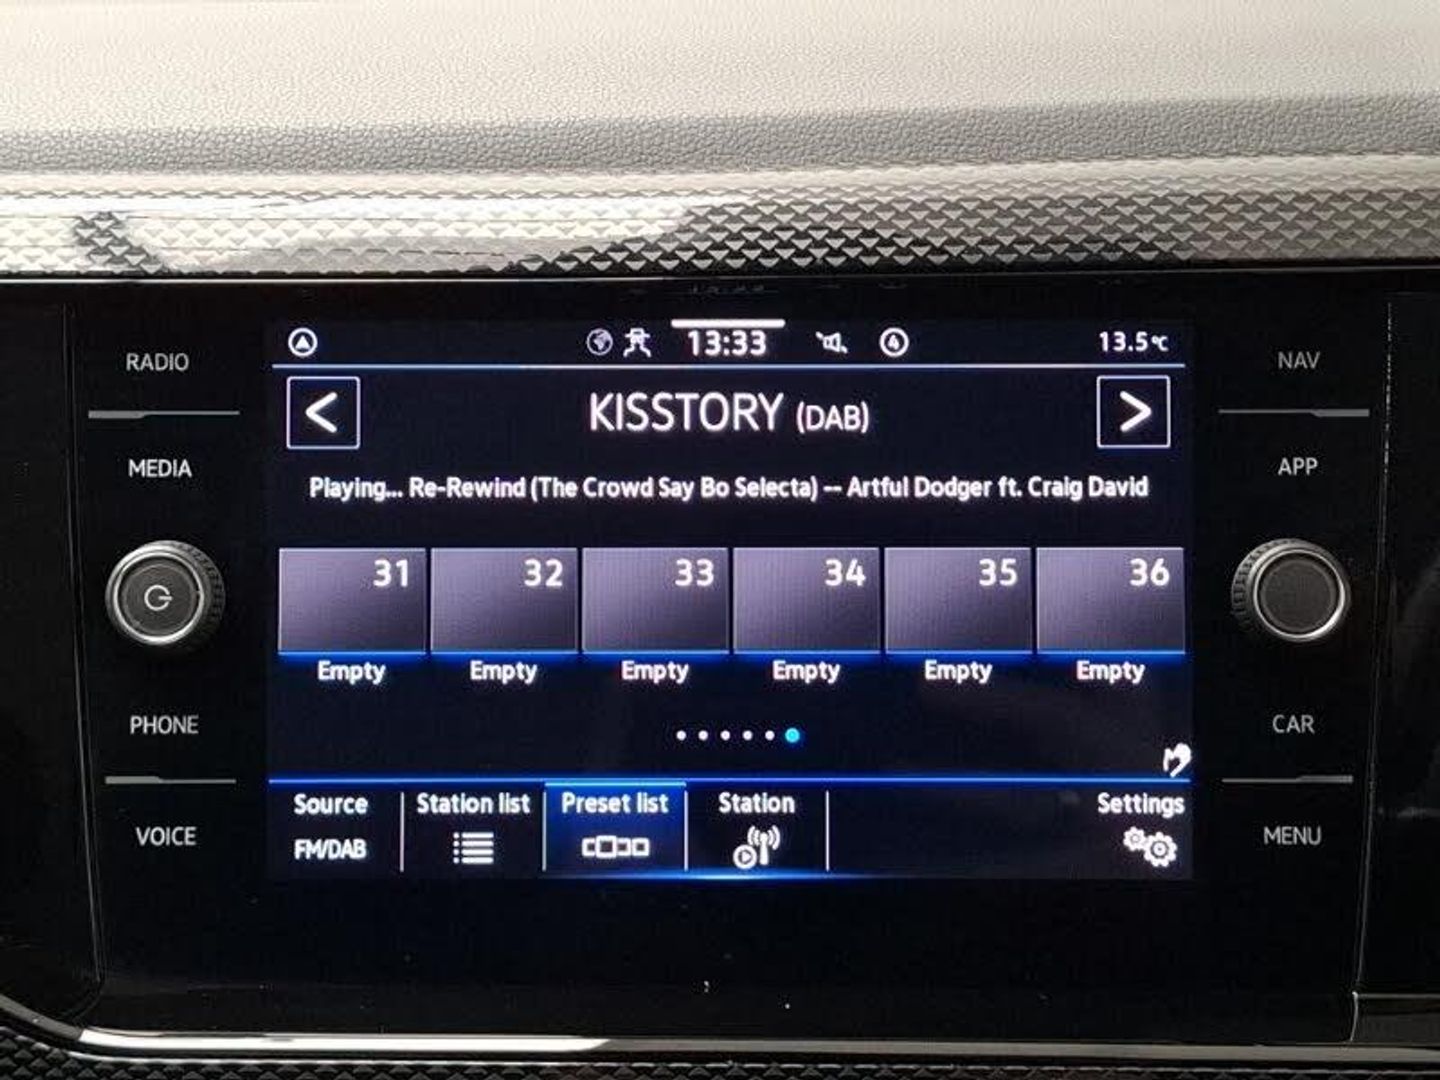 13:33
4
13.5°C
RADIO
NAV
< KISSTORY (DAB) >
MEDIA
APP
Playing... Re-Rewind (The Crowd Say Bo Selecta) -- Artful Dodger ft. Craig David
31 32 33 34 35 36
Empty Empty Empty Empty Empty Empty
PHONE
CAR
Source Station list Preset list Station Settings
FM/DAB
VOICE
MENU